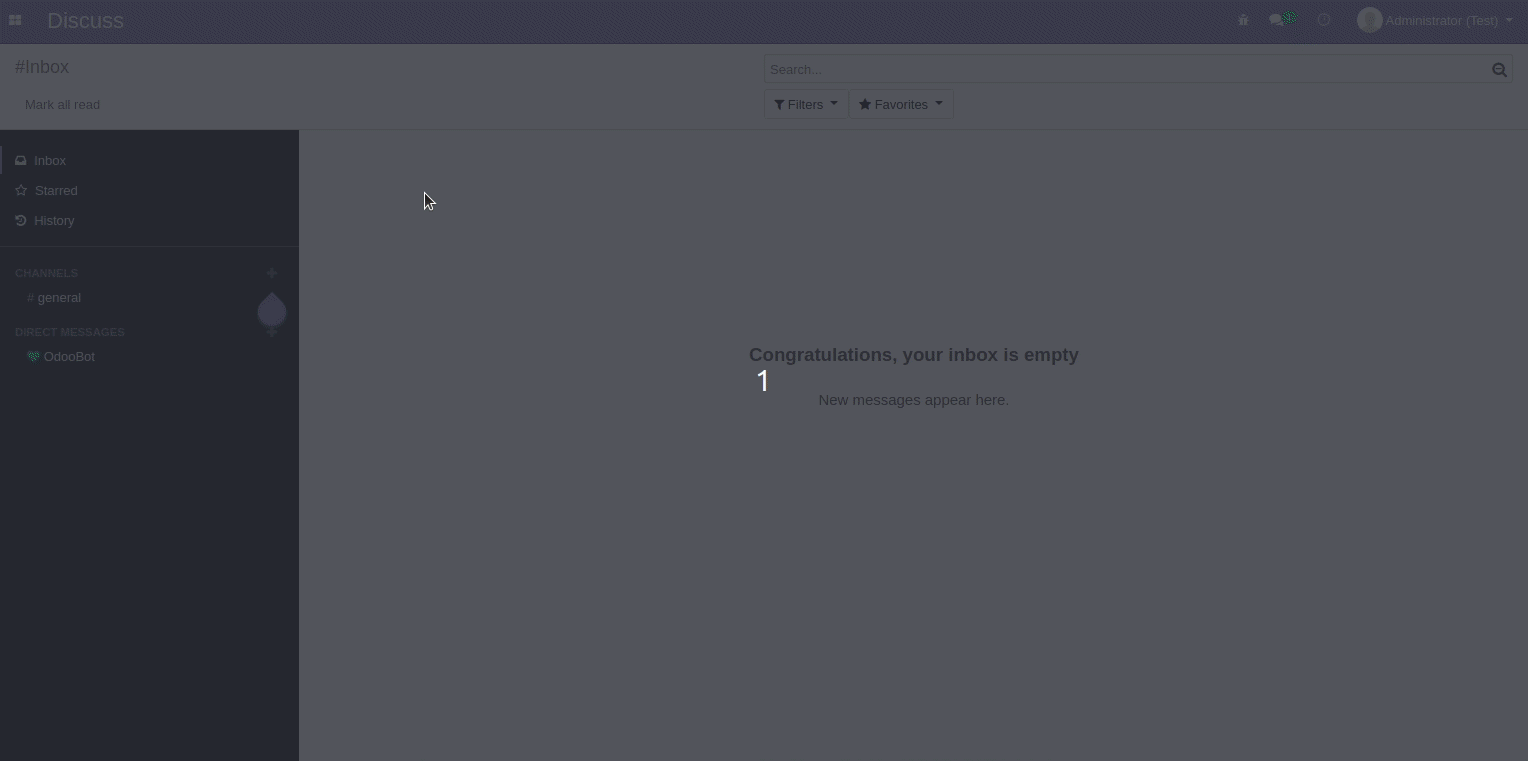 Discuss
Administrator (Test)
#Inbox
Search...
Mark all read
Filters
Favorites
Inbox
Starred
History
CHANNELS
# general
DIRECT MESSAGES
OdooBot
Congratulations, your inbox is empty
1
New messages appear here.